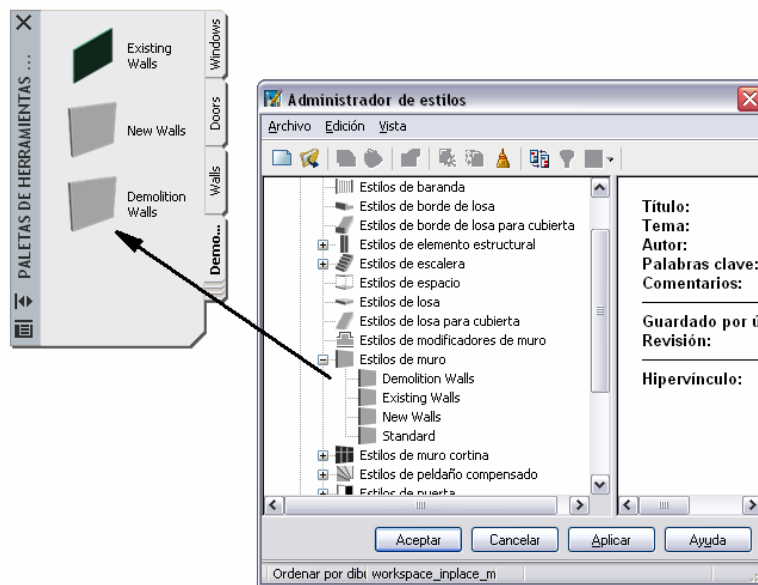 PALETAS DE HERRAMIENTAS ...
Existing
Walls
New Walls
Demolition
Walls
Windows
Doors
Walls
Demo...
Administrador de estilos
Archivo Edición Vista
Estilos de baranda
Estilos de borde de losa
Estilos de borde de losa para cubierta
Estilos de elemento estructural
Estilos de escalera
Estilos de espacio
Estilos de losa
Estilos de losa para cubierta
Estilos de modificadores de muro
Estilos de muro
Demolition Walls
Existing Walls
New Walls
Standard
Estilos de muro cortina
Estilos de peldaño compensado
Estilos de puerta
Título:
Tema:
Autor:
Palabras clave:
Comentarios:
Guardado por ú
Revisión:
Hipervínculo:
Aceptar Cancelar Aplicar Ayuda
Ordenar por dibu workspace_inplace_m